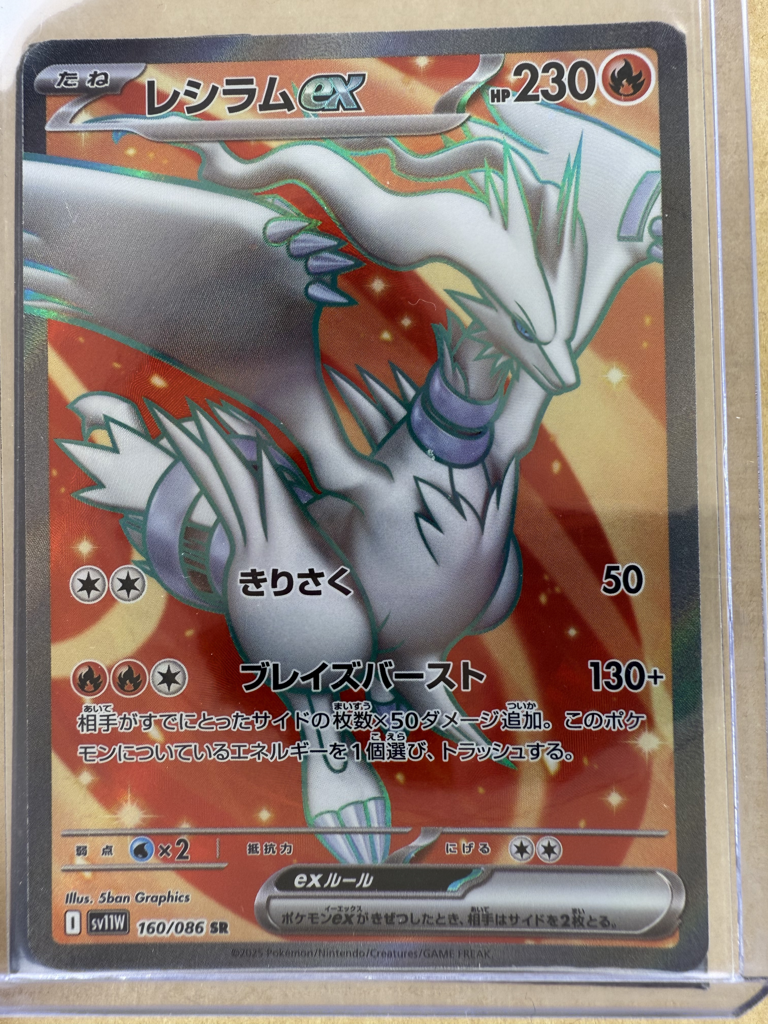 たね
レシラムex
HP230
きりさく 50
ブレイズバースト 130+
相手がすでにとったサイドの枚数×50ダメージ追加。このポケ
モンについているエネルギーを1個選び、トラッシュする。
弱点 ×2 抵抗力 にげる
exルール
ポケモンexがきぜつしたとき、相手はサイドを2枚とる。
Illus. 5ban Graphics
I sv11W 160/086 SR
©2025 Pokémon/Nintendo/Creatures/GAME FREAK.